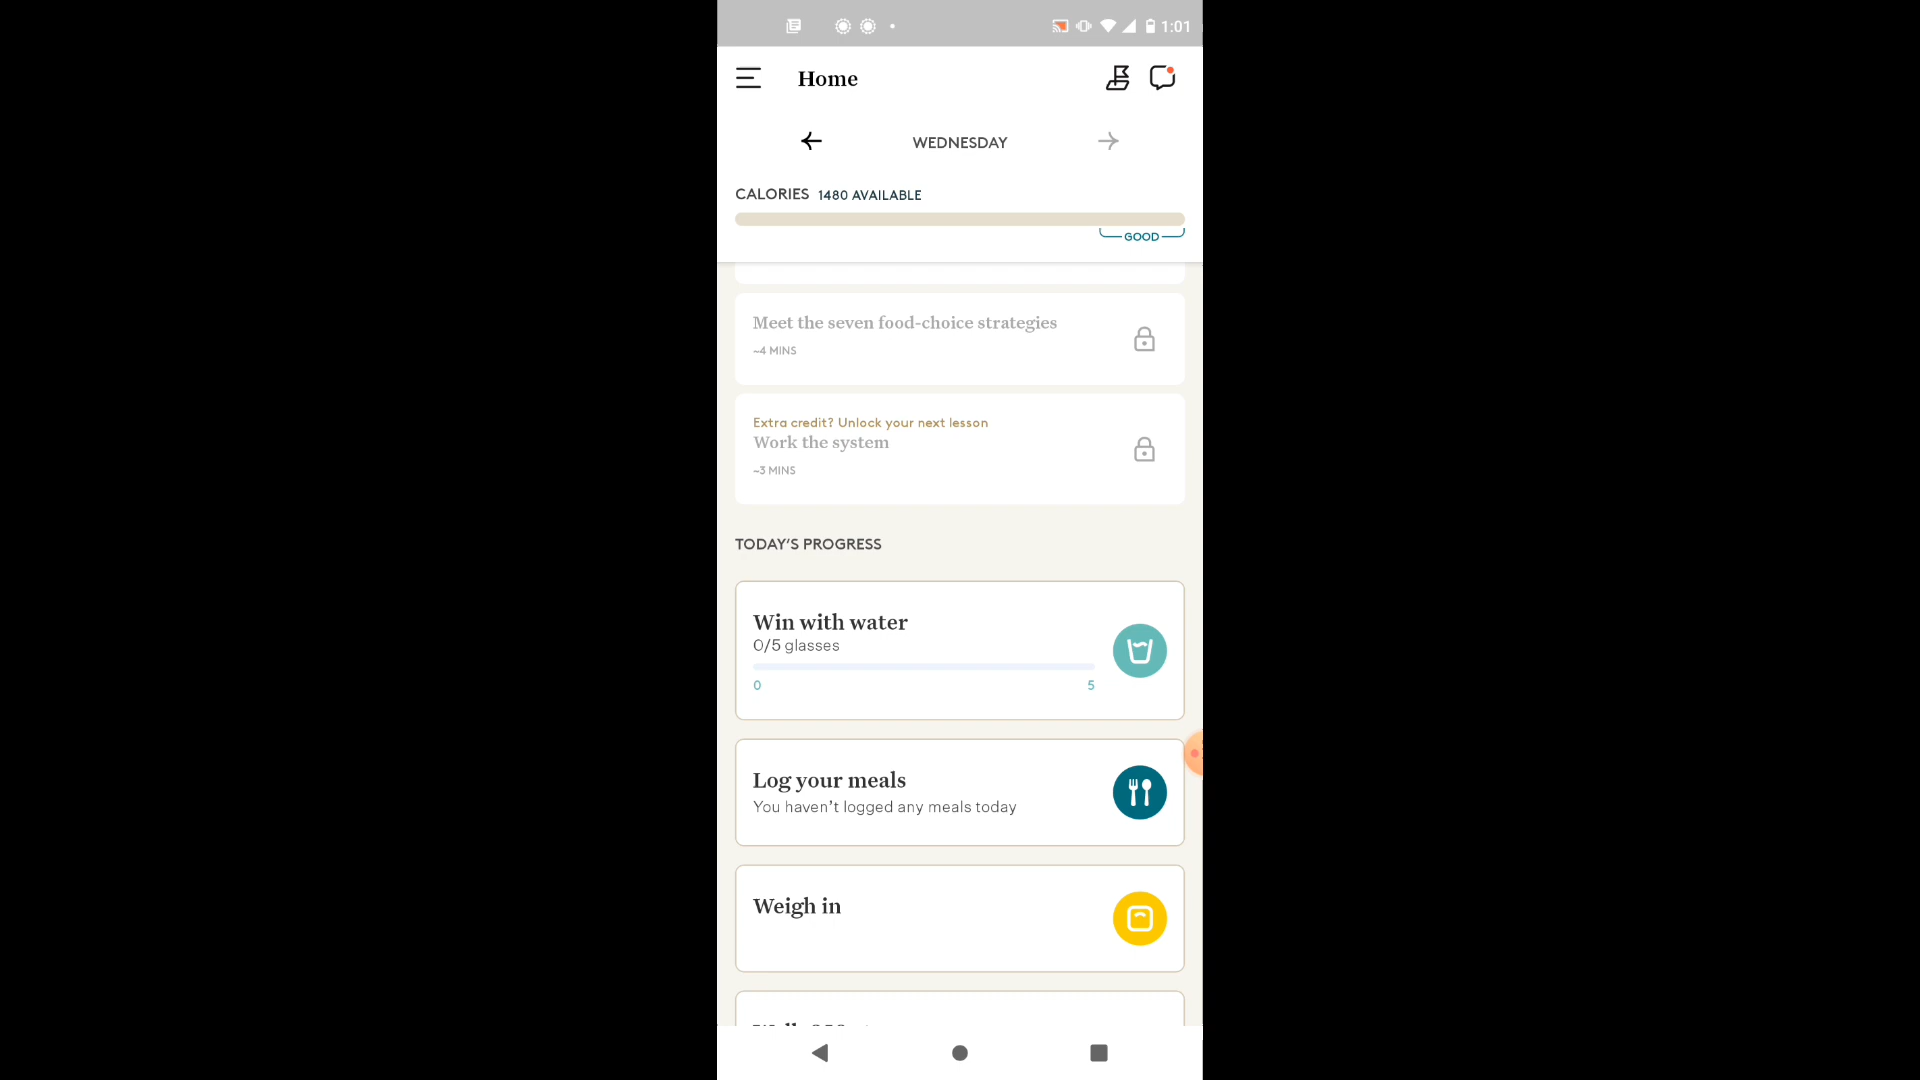 1:01
Home
WEDNESDAY
CALORIES 1480 AVAILABLE
GOOD
Meet the seven food-choice strategies
~4 MINS
Extra credit? Unlock your next lesson
Work the system
~3 MINS
TODAY’S PROGRESS
Win with water
0/5 glasses
0 5
Log your meals
You haven’t logged any meals today
Weigh in